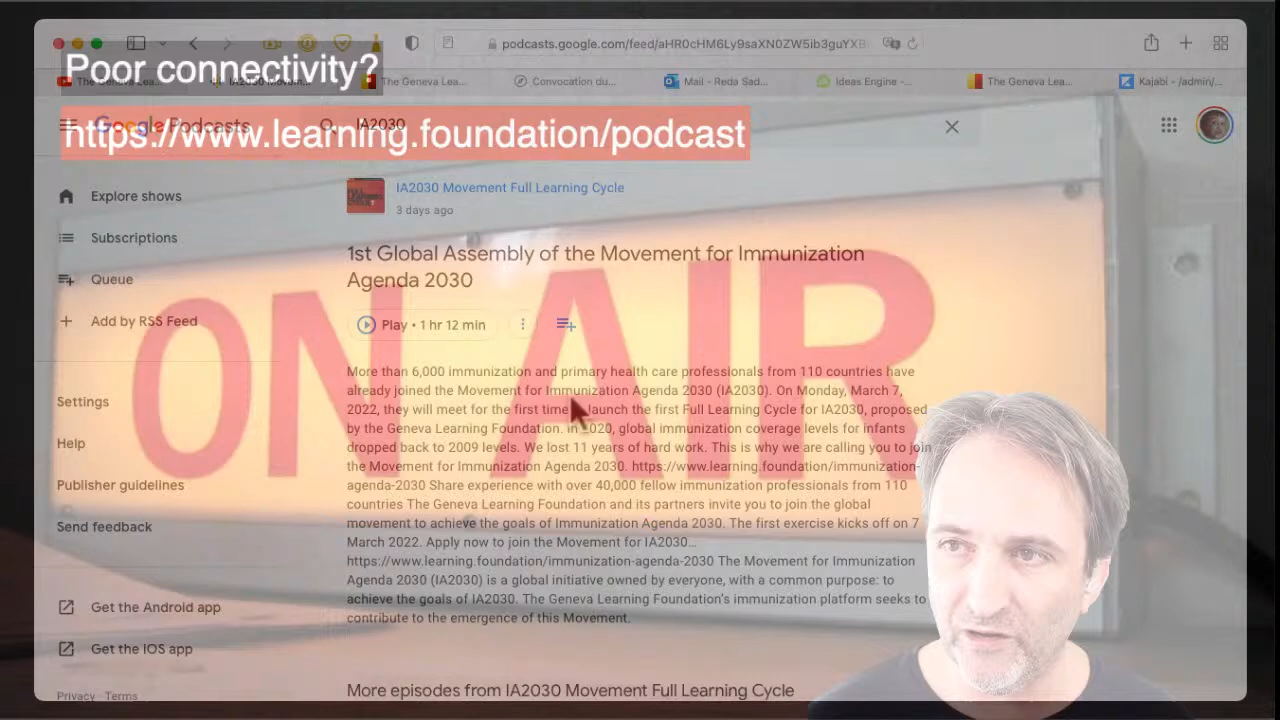 Poor connectivity?
https://www.learning.foundation/podcast
podcasts.google.com/feed/aHR0cHM6Ly9saXN0ZW5ib3guYXB
The Geneva Lea...
IA2030 Movem...
The Geneva Lea...
Convocation du...
Mail - Reda Sad...
Ideas Engine -...
The Geneva Lea...
Kajabi - /admin/...
Google Podcasts
IA2030
Explore shows
Subscriptions
Queue
Add by RSS Feed
Settings
Help
Publisher guidelines
Send feedback
Get the Android app
Get the IOS app
Privacy · Terms
IA2030 Movement Full Learning Cycle
3 days ago
1st Global Assembly of the Movement for Immunization
Agenda 2030
Play • 1 hr 12 min
More than 6,000 immunization and primary health care professionals from 110 countries have
already joined the Movement for Immunization Agenda 2030 (IA2030). On Monday, March 7,
2022, they will meet for the first time launch the first Full Learning Cycle for IA2030, proposed
by the Geneva Learning Foundation. in 2020, global immunization coverage levels for infants
dropped back to 2009 levels. We lost 11 years of hard work. This is why we are calling you to join
the Movement for Immunization Agenda 2030. https://www.learning.foundation/immunization-
agenda-2030 Share experience with over 40,000 fellow immunization professionals from 110
countries The Geneva Learning Foundation and its partners invite you to join the global
movement to achieve the goals of Immunization Agenda 2030. The first exercise kicks off on 7
March 2022. Apply now to join the Movement for IA2030...
https://www.learning.foundation/immunization-agenda-2030 The Movement for Immunization
Agenda 2030 (IA2030) is a global initiative owned by everyone, with a common purpose: to
achieve the goals of IA2030. The Geneva Learning Foundation's immunization platform seeks to
contribute to the emergence of this Movement.
More episodes from IA2030 Movement Full Learning Cycle
ON AIR